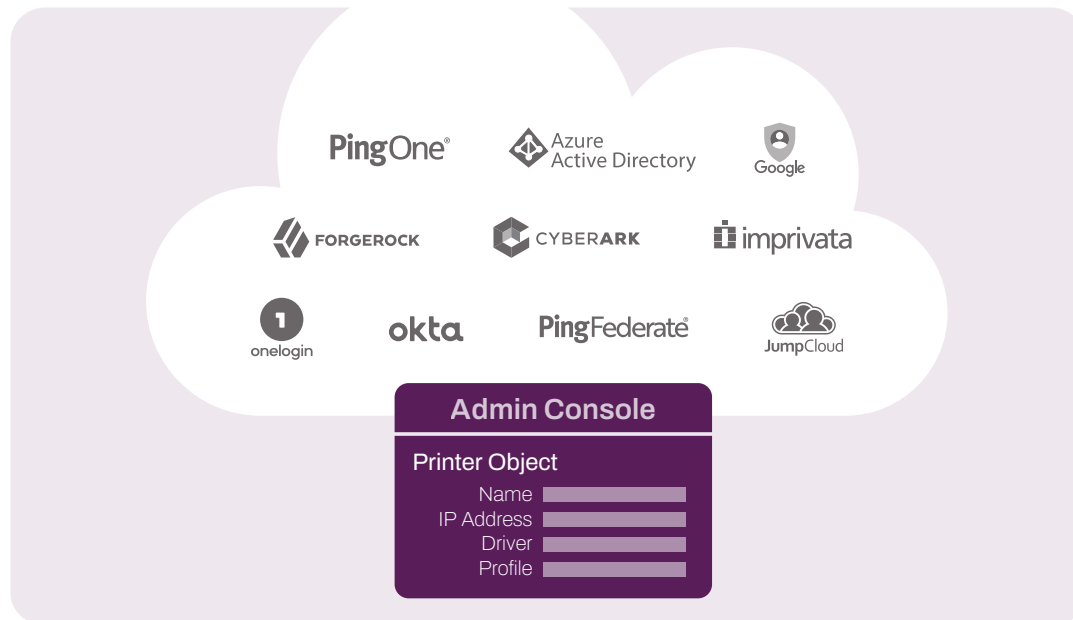 PingOne®
Azure
Active Directory
Google
FORGEROCK
CYBERARK
imprivata
1
onelogin
okta
PingFederate®
JumpCloud
Admin Console
Printer Object
Name
IP Address
Driver
Profile